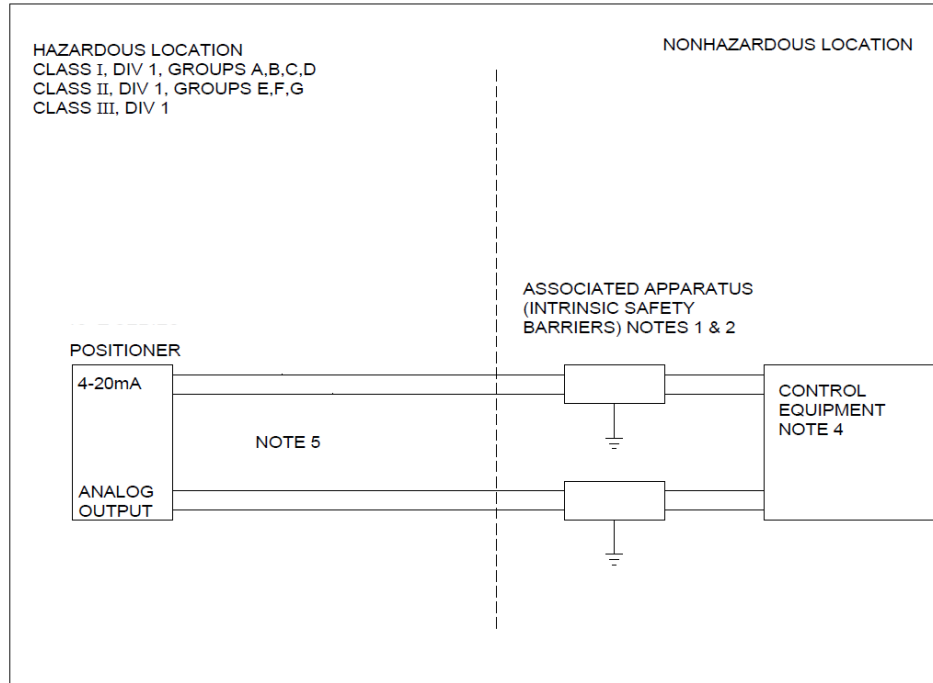 HAZARDOUS LOCATION
CLASS I, DIV 1, GROUPS A,B,C,D
CLASS II, DIV 1, GROUPS E,F,G
CLASS III, DIV 1
NONHAZARDOUS LOCATION
ASSOCIATED APPARATUS
(INTRINSIC SAFETY
BARRIERS) NOTES 1 & 2
POSITIONER
4-20mA
NOTE 5
ANALOG
OUTPUT
CONTROL
EQUIPMENT
NOTE 4